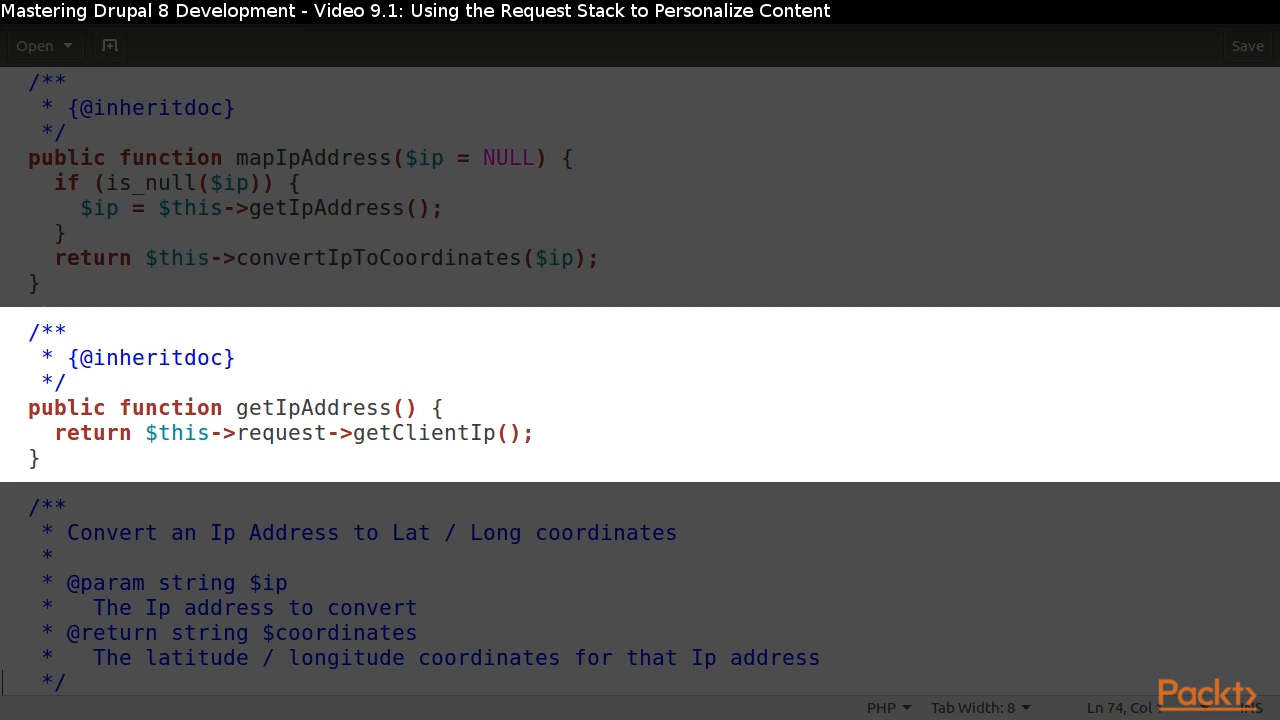 Mastering Drupal 8 Development - Video 9.1: Using the Request Stack to Personalize Content
Open
Save
/**
 * {@inheritdoc}
 */
public function mapIpAddress($ip = NULL) {
  if (is_null($ip)) {
    $ip = $this->getIpAddress();
  }
  return $this->convertIpToCoordinates($ip);
}
/**
 * {@inheritdoc}
 */
public function getIpAddress() {
  return $this->request->getClientIp();
}
/**
 * Convert an Ip Address to Lat / Long coordinates
 *
 * @param string $ip
 *   The Ip address to convert
 * @return string $coordinates
 *   The latitude / longitude coordinates for that Ip address
 */
Packt>
PHP Tab Width: 8 Ln 74, Col INS